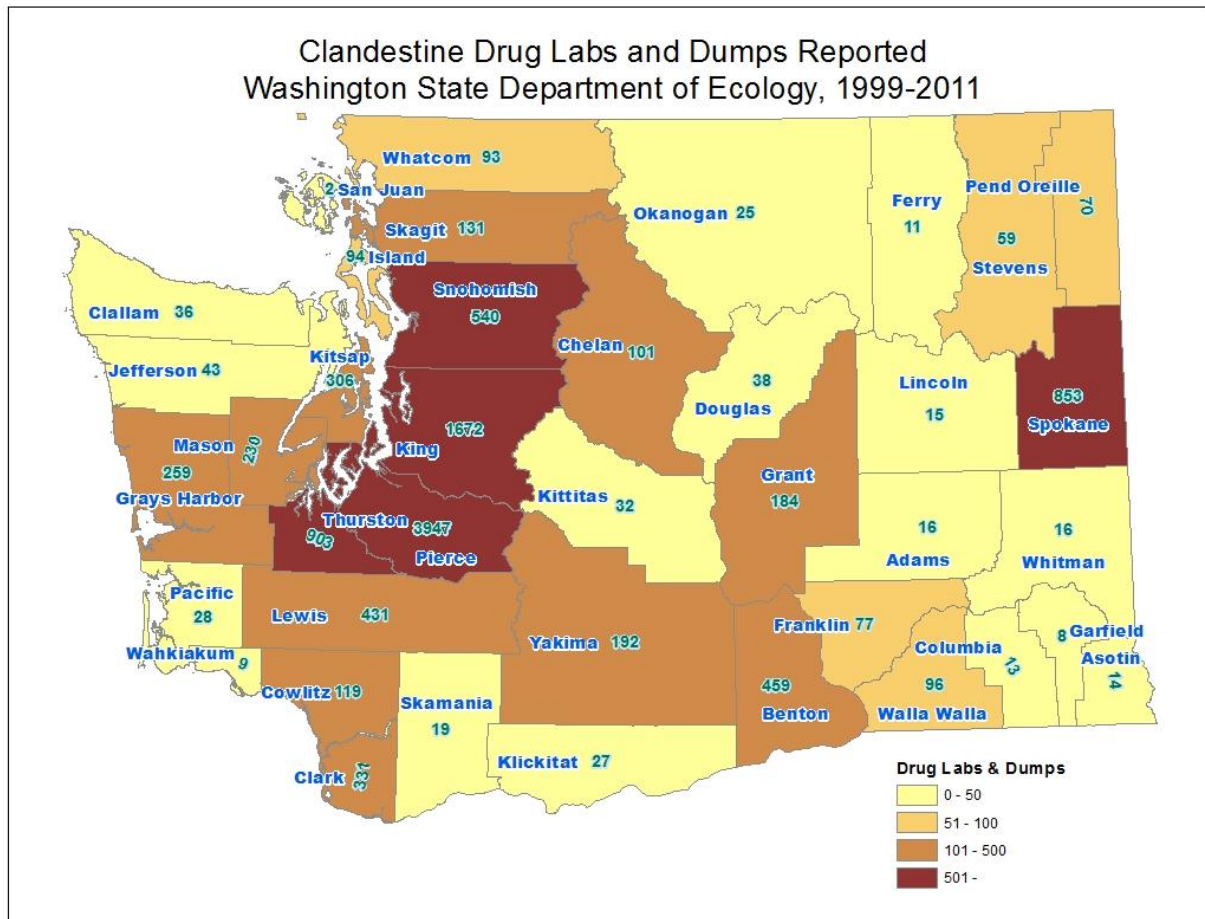 Clandestine Drug Labs and Dumps Reported
Washington State Department of Ecology, 1999-2011
Whatcom 93
2 San Juan
Skagit 131
94 Island
Okanogan 25
Ferry
11
Pend Oreille
70
59
Stevens
Snohomish
540
Clallam 36
Jefferson 43
Kitsap
306
Chelan 101
38
Douglas
Lincoln
15
853
Spokane
1672
King
Mason 230
259
Grays Harbor
Kittitas 32
Grant
184
16
Adams
16
Whitman
Thurston
903
3947
Pierce
Pacific
28
Lewis 431
Yakima 192
Franklin 77
Columbia
13
8 Garfield
Asotin
14
Wahkiakum 9
Cowlitz 119
Skamania
19
459
Benton
96
Walla Walla
Clark 331
Klickitat 27
Drug Labs & Dumps
0 - 50
51 - 100
101 - 500
501 -